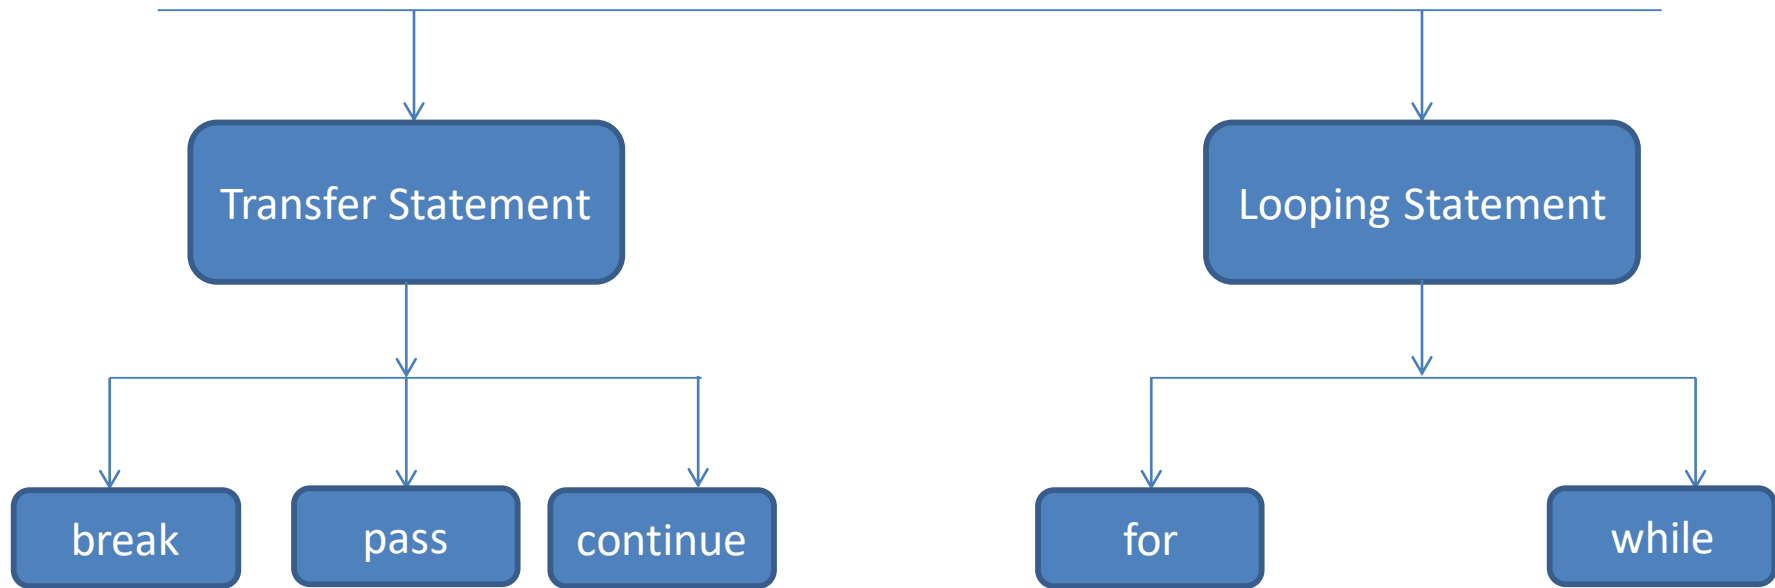 Transfer Statement
Looping Statement
break
pass
continue
for
while